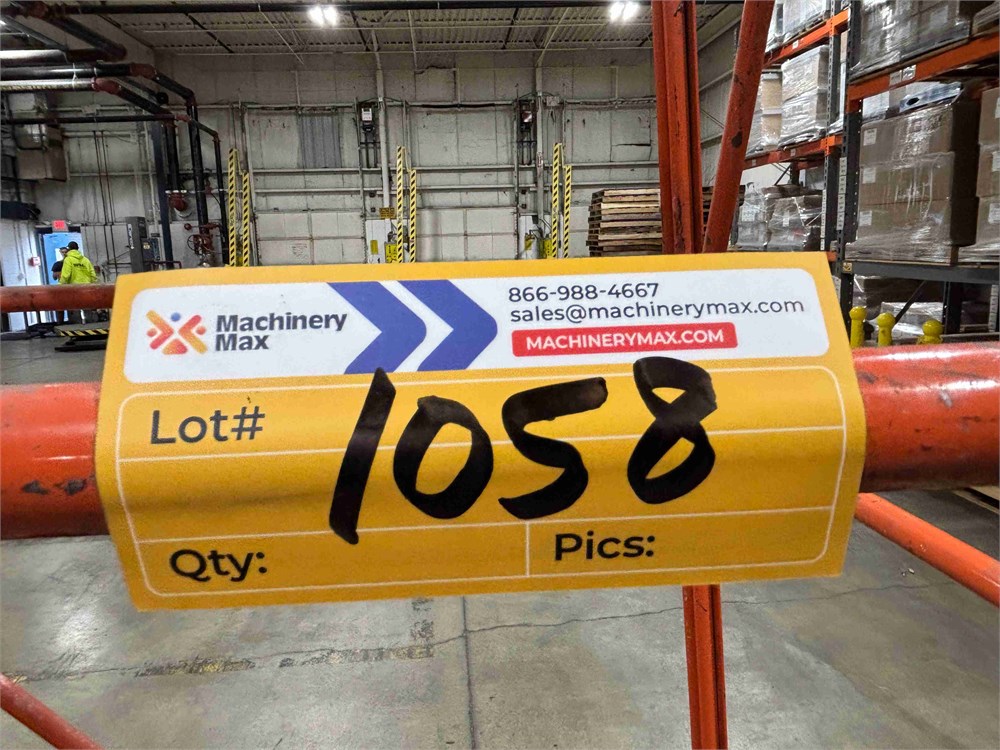 Machinery
Max
866-988-4667
sales@machinerymax.com
MACHINERYMAX.COM
Lot# 1058
Qty:
Pics: